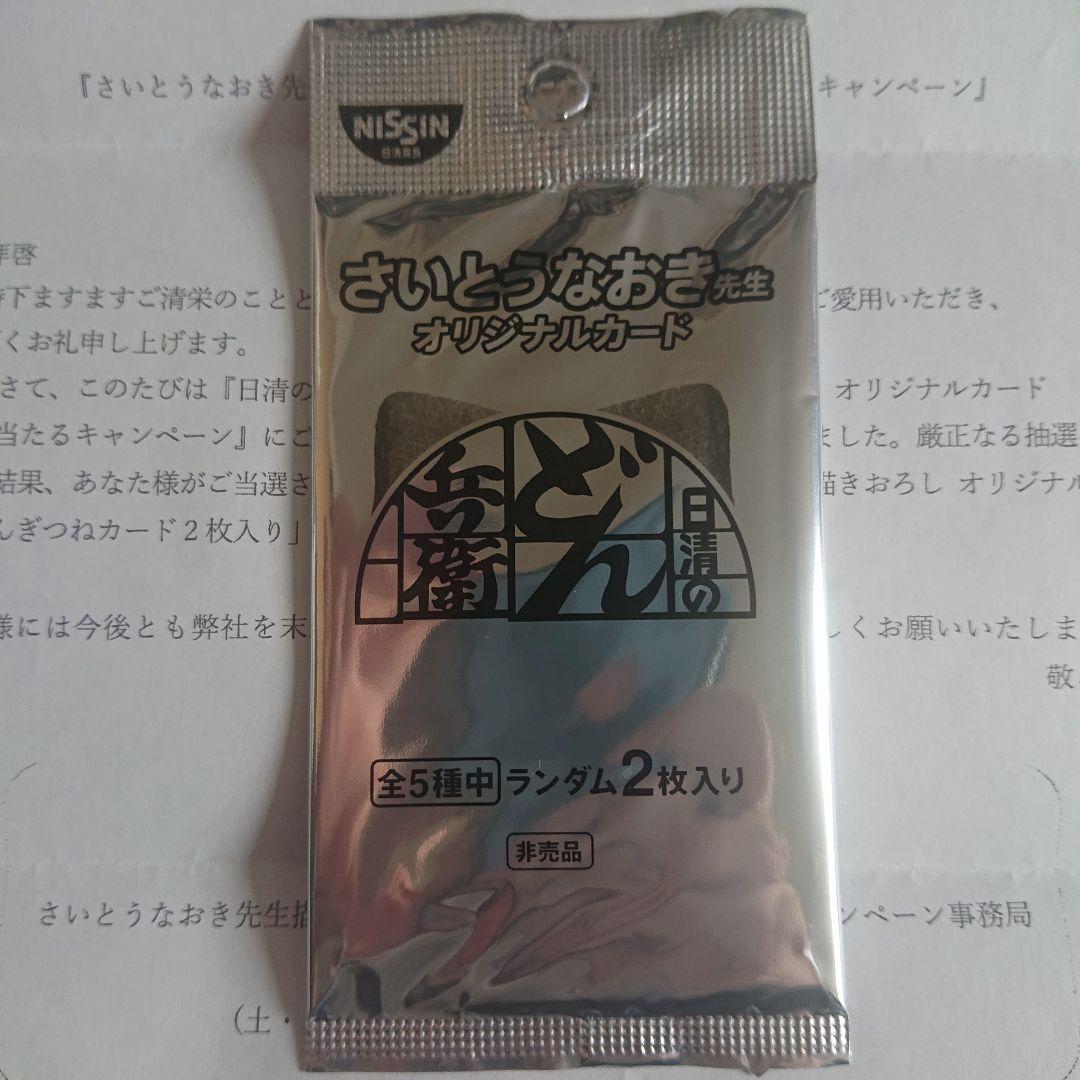 『さいとうなおき先
キャンペーン』
NISSIN
日清食品
さいとうなおき先生
オリジナルカード
日清の
どん
兵衛
全5種中 ランダム2枚入り
非売品
拝啓
時下ますますご清栄のことと
ご愛用いただき、
くお礼申し上げます。
さて、このたびは『日清の
オリジナルカード
当たるキャンペーン』にご
ました。厳正なる抽選
結果、あなた様がご当選さ
描きおろし オリジナル
んぎつねカード2枚入り」
様には今後とも弊社を末
しくお願いいたしま
敬
さいとうなおき先生描
ンペーン事務局
(土・